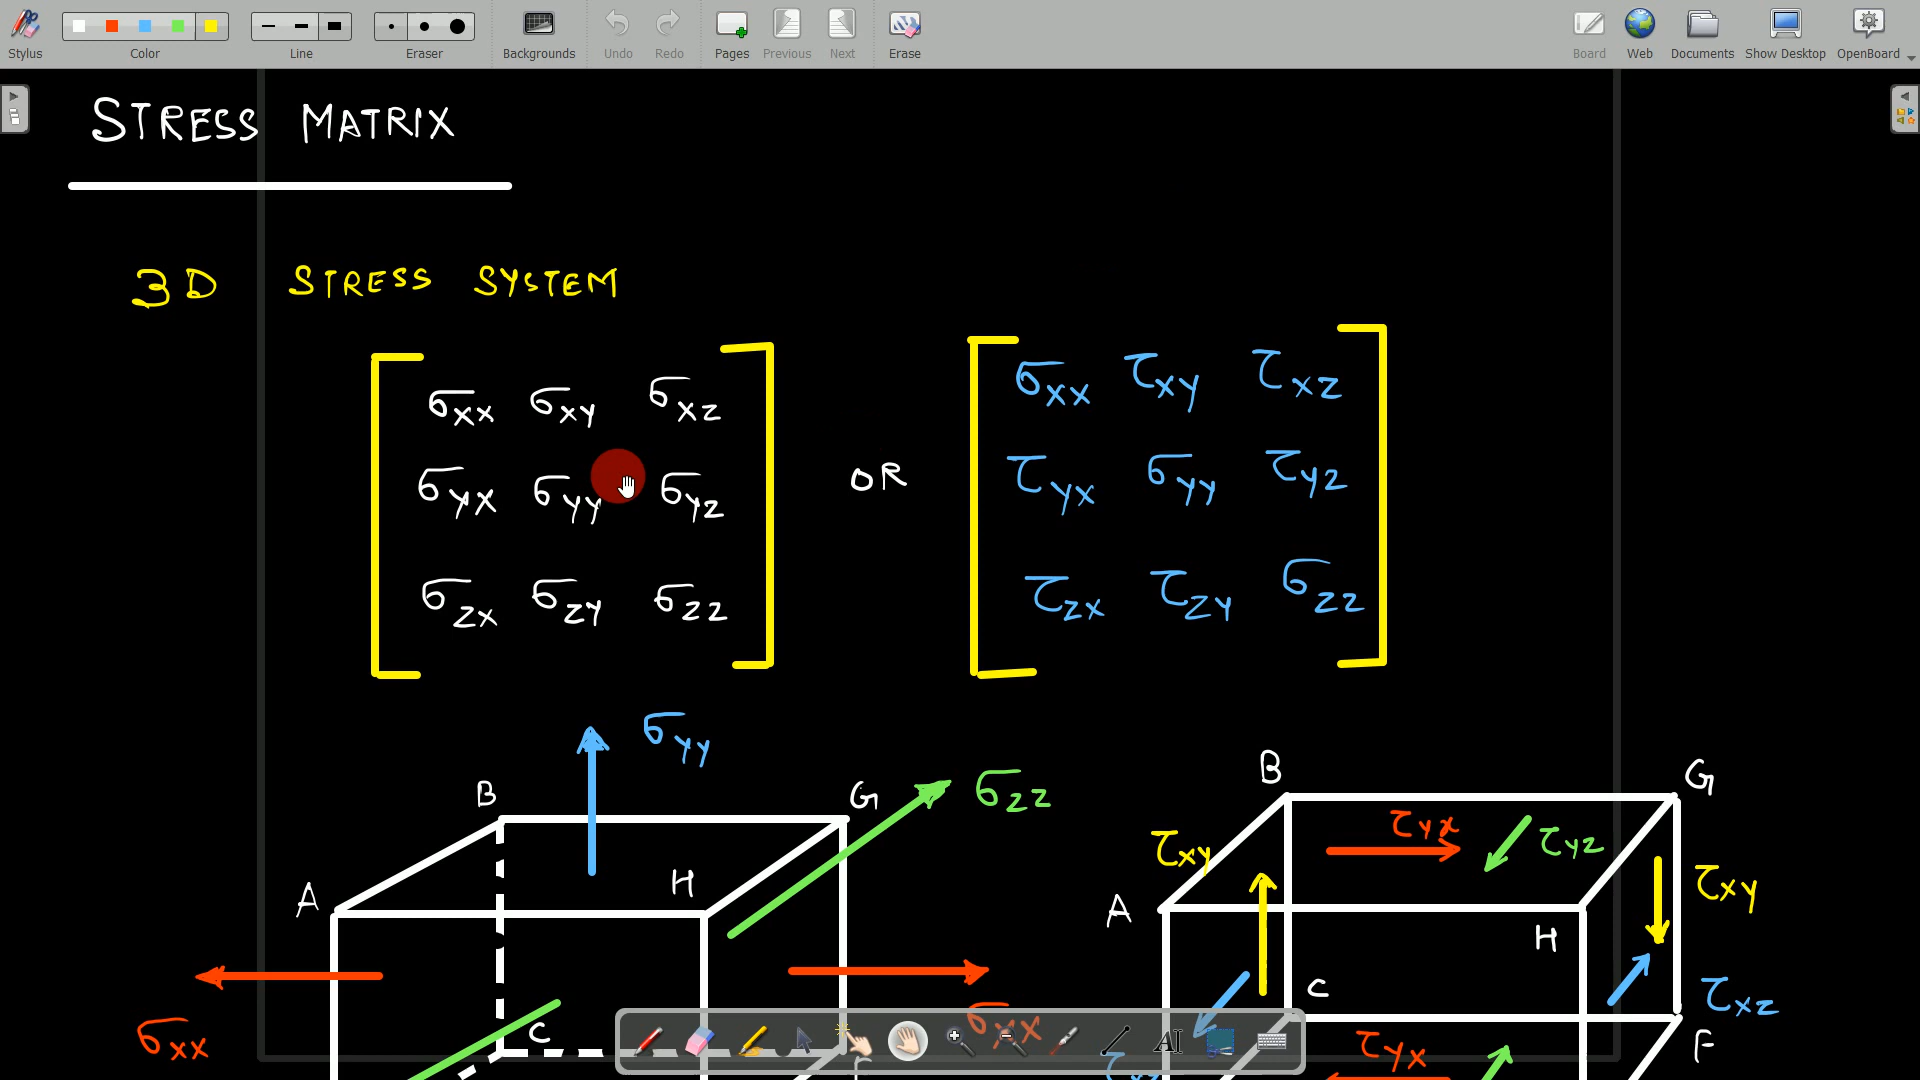 Stylus Color Line Eraser Backgrounds Undo Redo Pages Previous Next Erase Board Web Documents Show Desktop OpenBoard
STRESS MATRIX
3D STRESS SYSTEM
σxx σxy σxz
σyx σyy σyz
σzx σzy σzz
OR
σxx τxy τxz
τyx σyy τyz
τzx τzy σzz
σyy
B G σzz
A H
σxx C σxx
B G
τxy τyx τyz
A H τxy
C τxz
τyx F